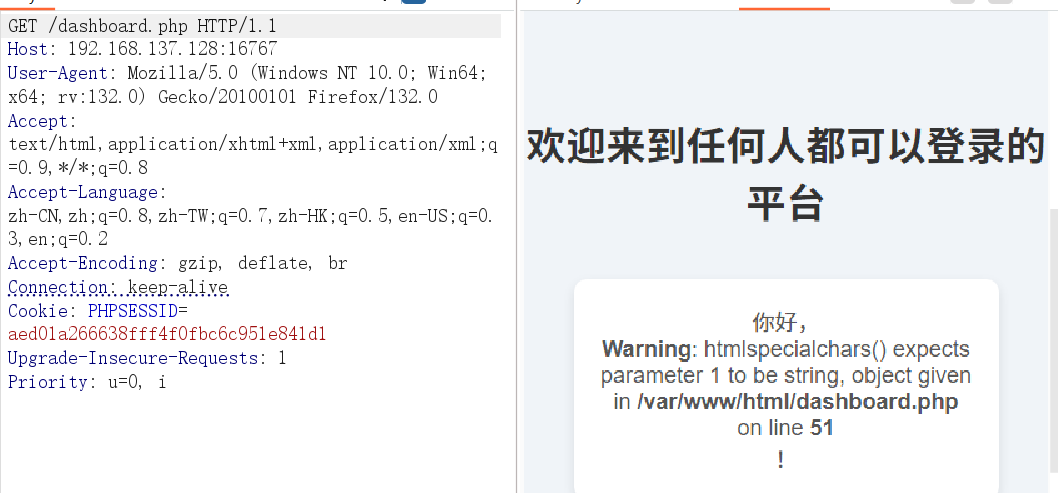 GET /dashboard.php HTTP/1.1
Host: 192.168.137.128:16767
User-Agent: Mozilla/5.0 (Windows NT 10.0; Win64;
x64; rv:132.0) Gecko/20100101 Firefox/132.0
Accept:
text/html,application/xhtml+xml,application/xml;q
=0.9,*/*;q=0.8
Accept-Language:
zh-CN,zh;q=0.8,zh-TW;q=0.7,zh-HK;q=0.5,en-US;q=0.
3,en;q=0.2
Accept-Encoding: gzip, deflate, br
Connection: keep-alive
Cookie: PHPSESSID=
aed01a266638fff4f0fbc6c951e841d1
Upgrade-Insecure-Requests: 1
Priority: u=0, i
欢迎来到任何人都可以登录的
平台
你好，
Warning: htmlspecialchars() expects
parameter 1 to be string, object given
in /var/www/html/dashboard.php
on line 51
！